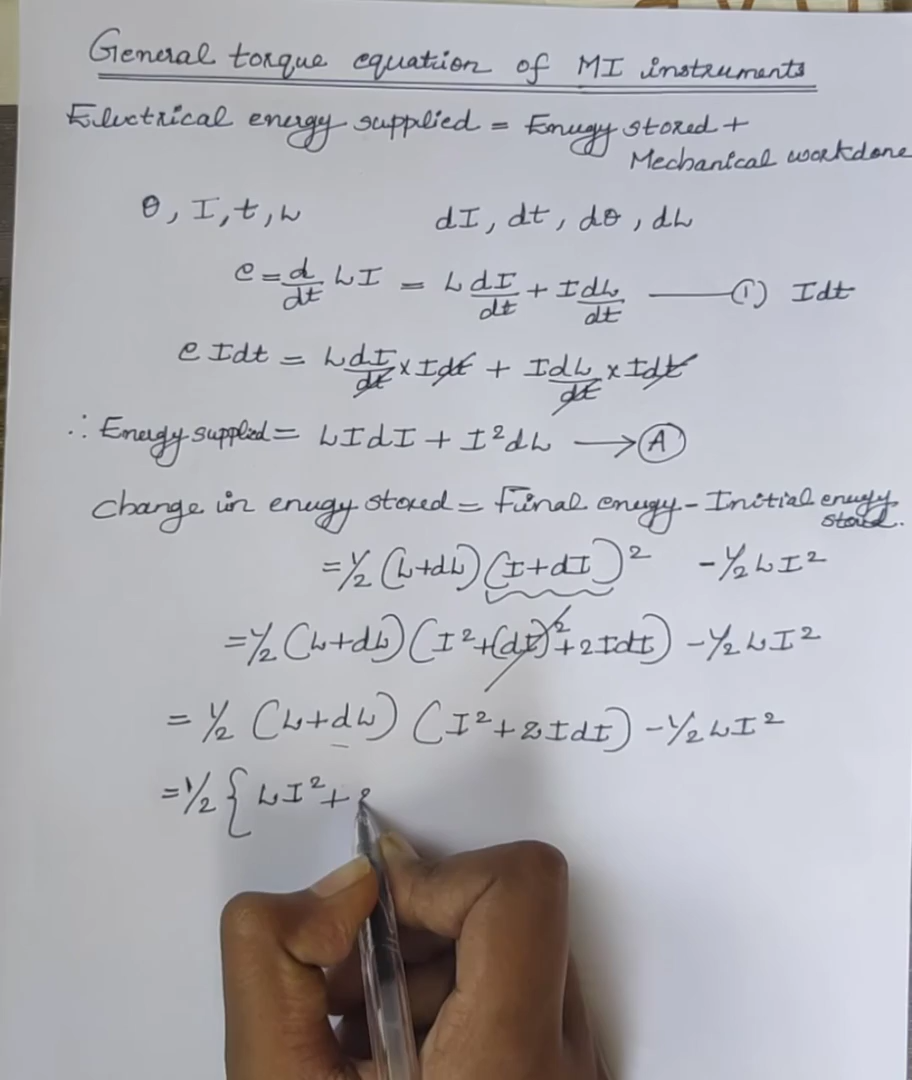 General torque equation of MI instruments
Electrical energy supplied = Energy stored +
Mechanical workdone
θ, I, t, L dI, dt, dθ, dL
e = d/dt LI = L dI/dt + I dL/dt —— (1) Idt
e Idt = L dI/dt × Idt + I dL/dt × Idt
∴ Energy supplied = LIdI + I²dL → (A)
Change in energy stored = Final energy - Initial energy
stored.
= 1/2 (L+dL) (I+dI)² - 1/2 LI²
= 1/2 (L+dL) (I²+(dI)²+2IdI) - 1/2 LI²
= 1/2 (L+dL) (I²+2IdI) - 1/2 LI²
= 1/2 { LI² +